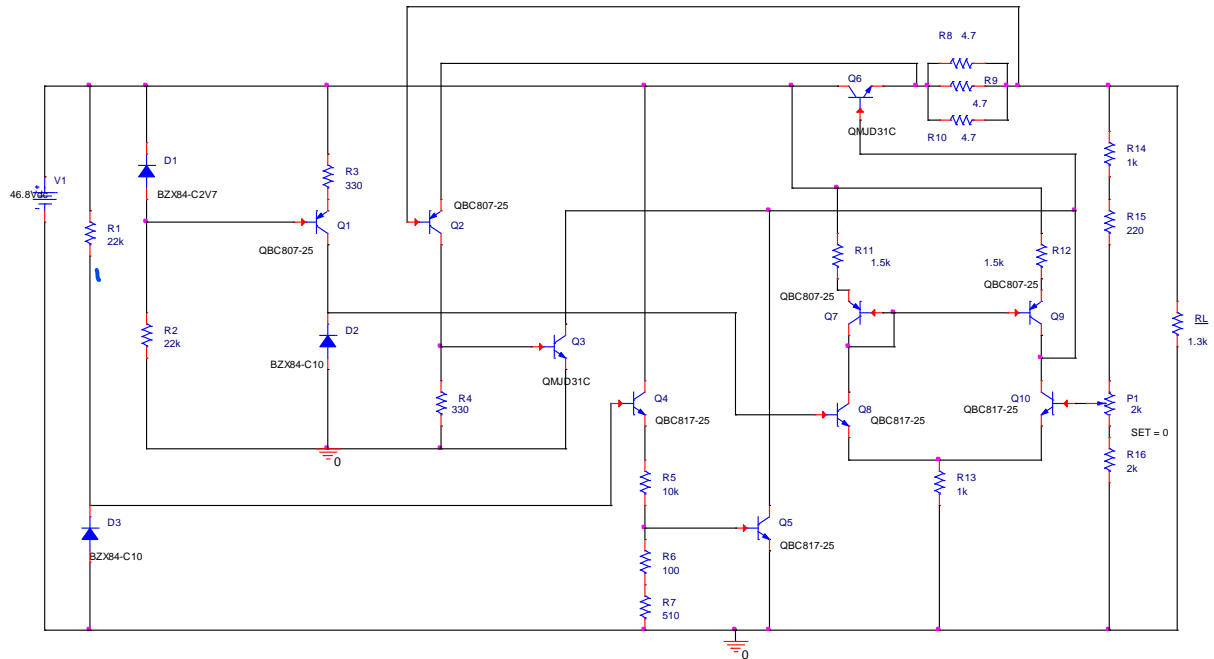 R8 4.7
Q6
R9
4.7
QMJD31C
R10 4.7
D1
R3
330
R14
1k
V1
46.8Vdc
BZX84-C2V7
QBC807-25
R1
22k
Q1
Q2
R15
220
QBC807-25
R11
1.5k
R12
1.5k
QBC807-25
QBC807-25
Q7
Q9
RL
1.3k
R2
22k
D2
BZX84-C10
Q3
QMJD31C
R4
330
Q4
QBC817-25
Q8
QBC817-25
Q10
QBC817-25
P1
2k
SET = 0
0
R16
2k
R5
10k
R13
1k
D3
BZX84-C10
Q5
QBC817-25
R6
100
R7
510
0